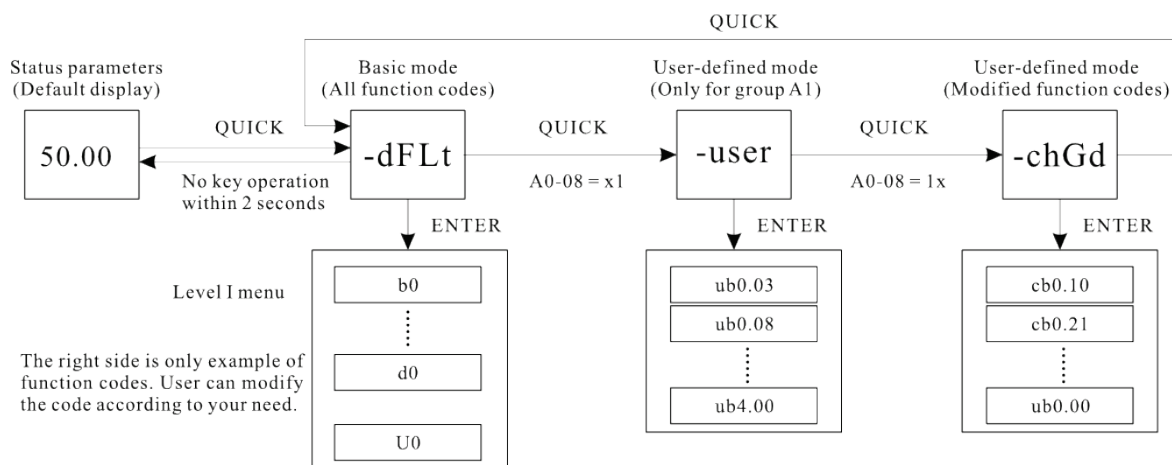 QUICK
Status parameters
(Default display)
Basic mode
(All function codes)
User-defined mode
(Only for group A1)
User-defined mode
(Modified function codes)
50.00
QUICK
No key operation
within 2 seconds
-dFLt
QUICK
A0-08 = x1
-user
QUICK
A0-08 = 1x
-chGd
ENTER
ENTER
ENTER
Level I menu
The right side is only example of
function codes. User can modify
the code according to your need.
b0
d0
U0
ub0.03
ub0.08
ub4.00
cb0.10
cb0.21
ub0.00